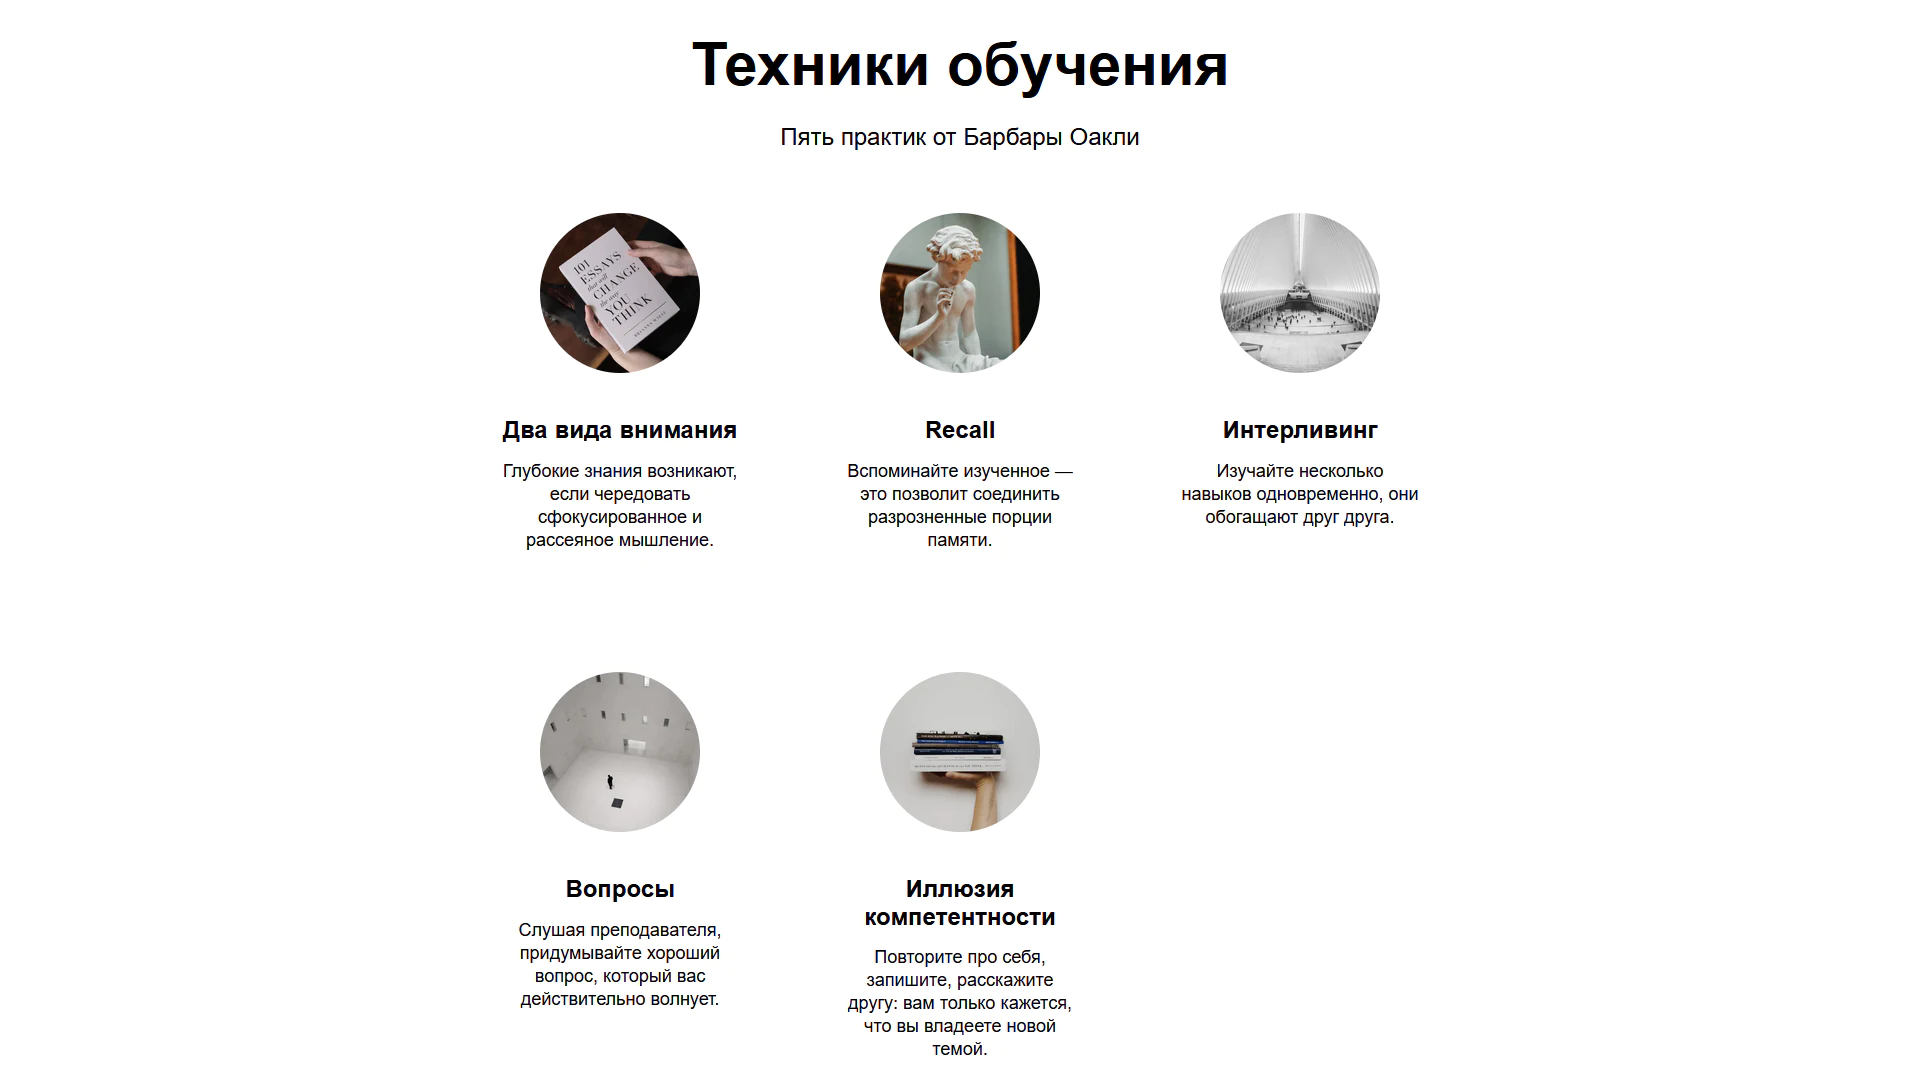 Техники обучения
Пять практик от Барбары Оакли
101
ESSAYS
that will
CHANGE
the way
YOU
THINK
Два вида внимания
Глубокие знания возникают,
если чередовать
сфокусированное и
рассеяное мышление.
Recall
Вспоминайте изученное —
это позволит соединить
разрозненные порции
памяти.
Интерливинг
Изучайте несколько
навыков одновременно, они
обогащают друг друга.
Вопросы
Слушая преподавателя,
придумывайте хороший
вопрос, который вас
действительно волнует.
Иллюзия
компетентности
Повторите про себя,
запишите, расскажите
другу: вам только кажется,
что вы владеете новой
темой.